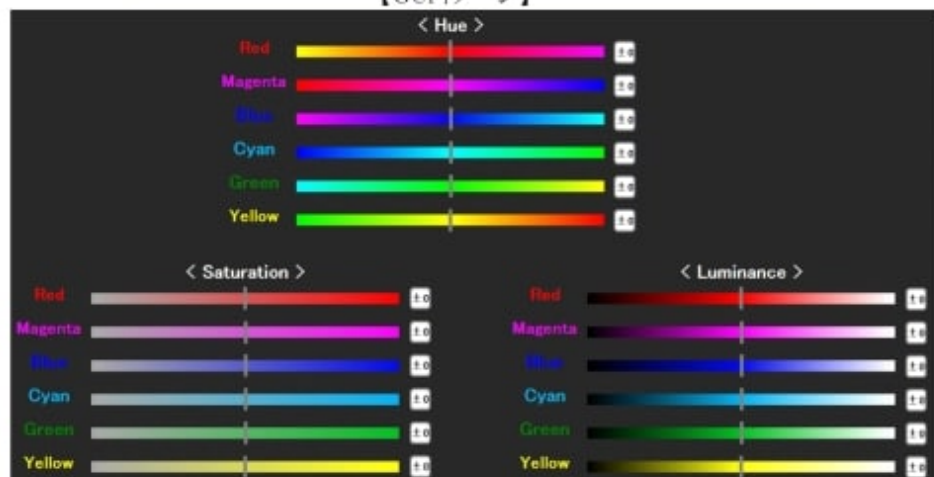 < Hue >
Red
±0
Magenta
±0
Blue
±0
Cyan
±0
Green
±0
Yellow
±0
< Saturation >
Red
±0
Magenta
±0
Blue
±0
Cyan
±0
Green
±0
Yellow
±0
< Luminance >
Red
±0
Magenta
±0
Blue
±0
Cyan
±0
Green
±0
Yellow
±0